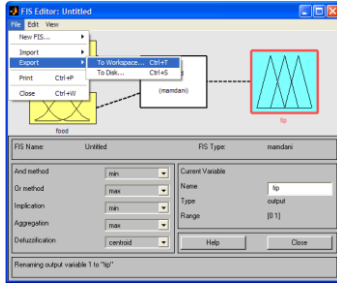 FIS Editor: Untitled
File Edit View
New FIS...
Import
Export
To Workspace... Ctrl+T
To Disk... Ctrl+S
Print Ctrl+P
Close Ctrl+W
(mamdani)
food
tip
FIS Name: Untitled
FIS Type: mamdani
And method min
Or method max
Implication min
Aggregation max
Defuzzification centroid
Current Variable
Name tip
Type output
Range [0 1]
Help
Close
Renaming output variable 1 to "tip"